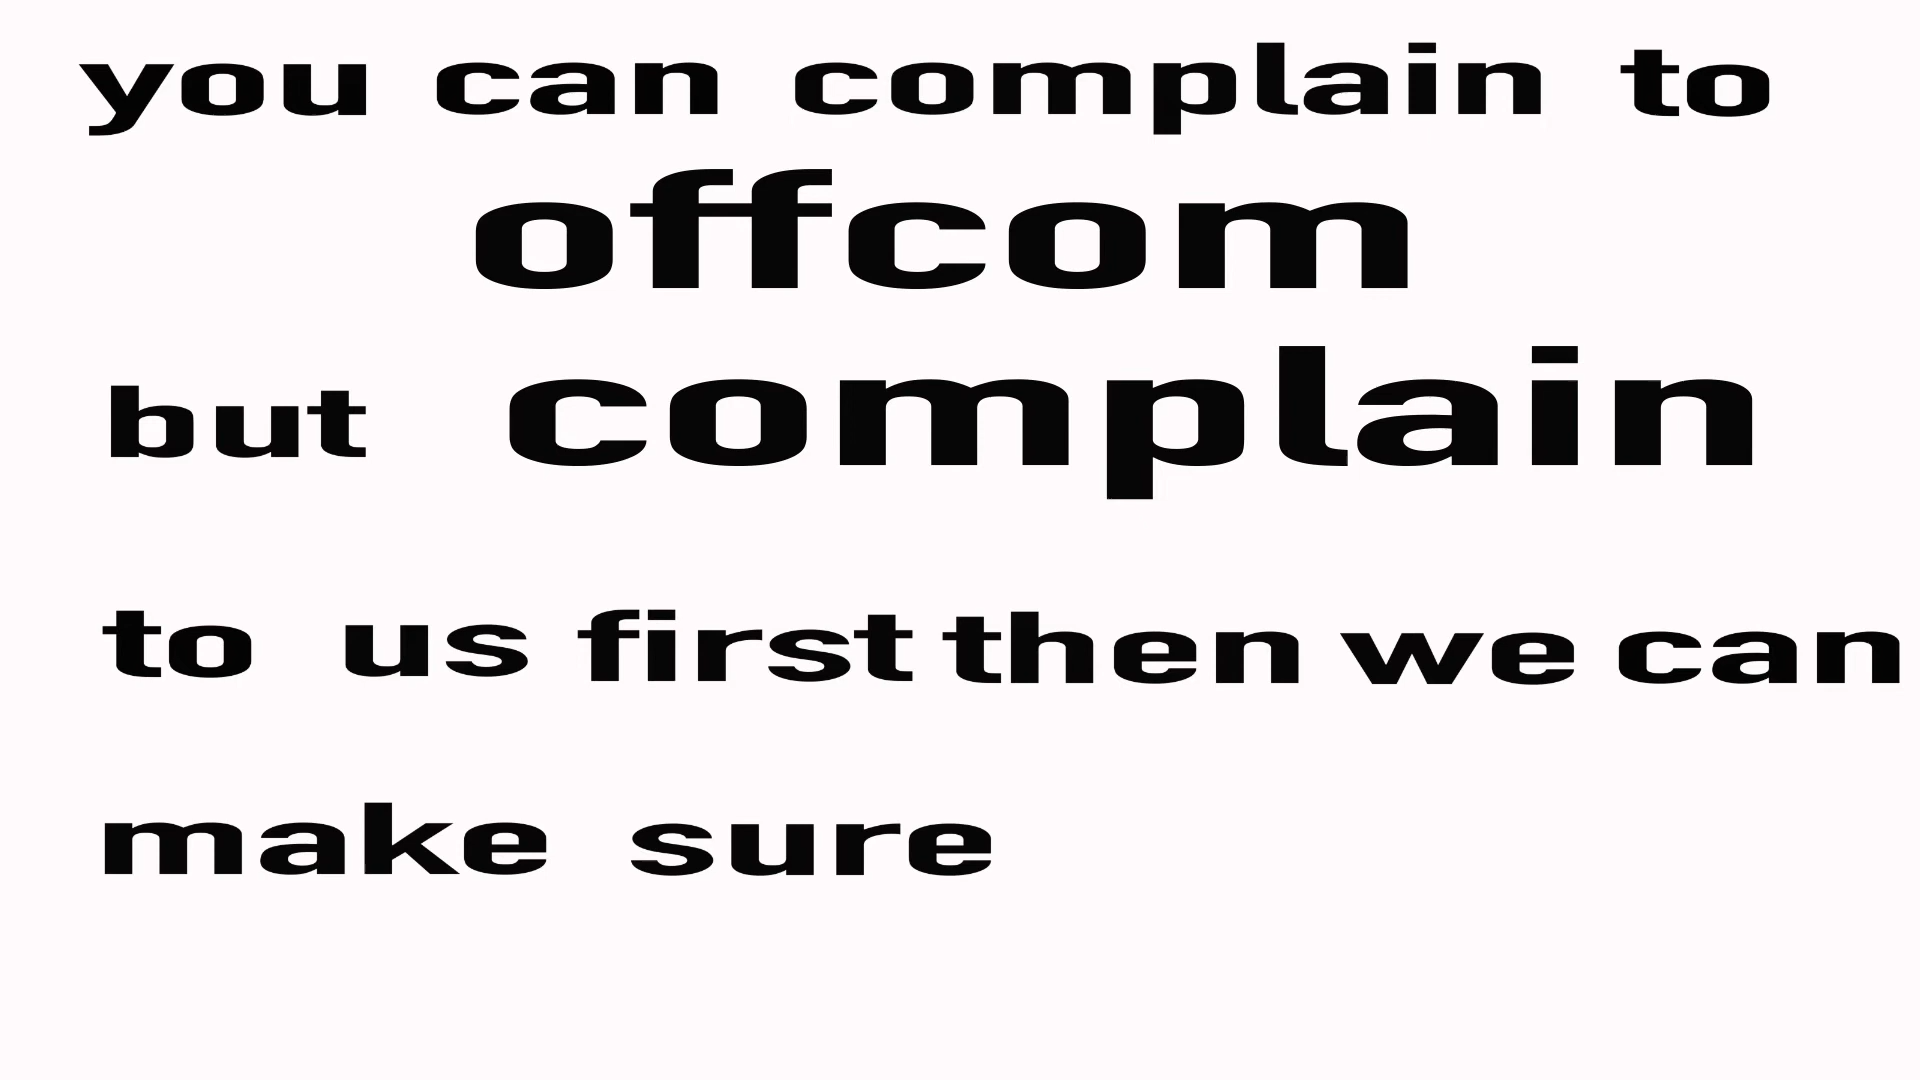 you can complain to
offcom
but complain
to us first then we can
make sure